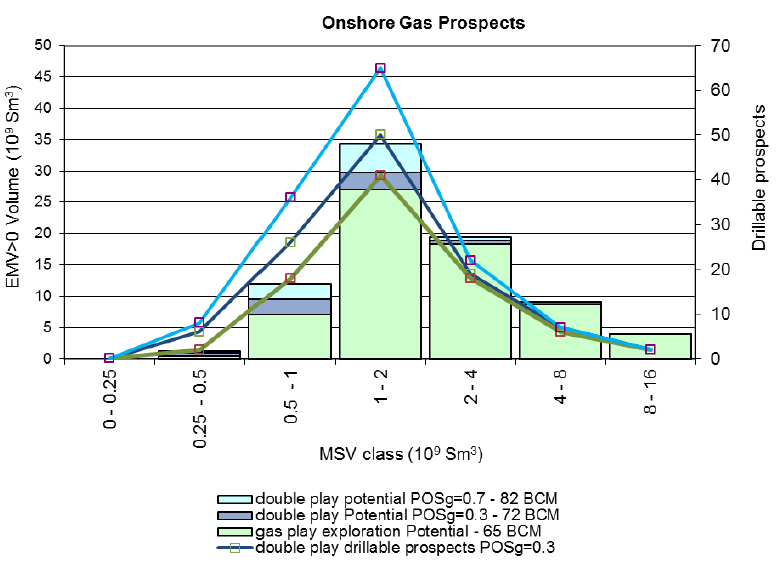 Onshore Gas Prospects
50
45
40
35
30
25
20
15
10
5
0
EMV>0 Volume (10⁹ Sm³)
70
60
50
40
30
20
10
0
Drillable prospects
0 - 0.25
0.25 - 0.5
0.5 - 1
1 - 2
2 - 4
4 - 8
8 - 16
MSV class (10⁹ Sm³)
double play potential POSg=0.7 - 82 BCM
double play Potential POSg=0.3 - 72 BCM
gas play exploration Potential - 65 BCM
double play drillable prospects POSg=0.3